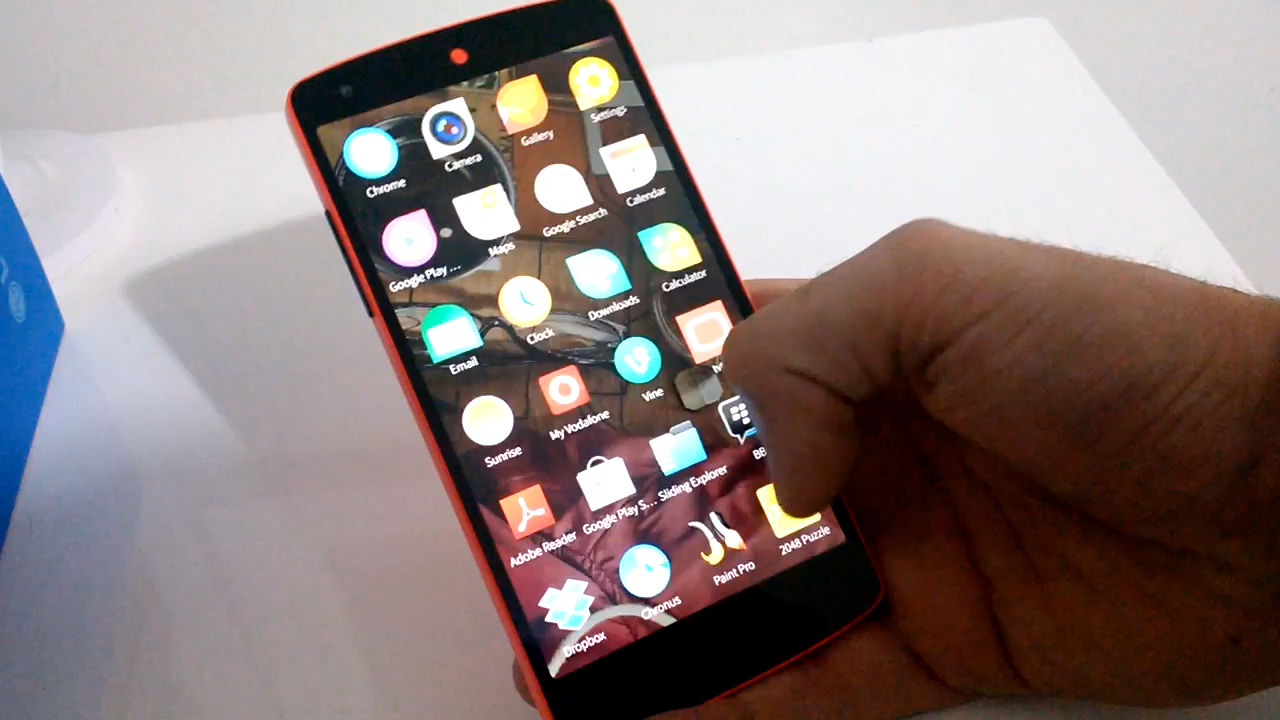 Chrome
Camera
Gallery
Settings
Google Play ...
Maps
Google Search
Calendar
Email
Clock
Downloads
Calculator
Sunrise
My Vodafone
Vine
Adobe Reader
Google Play S...
Sliding Explorer
Dropbox
Chronus
Paint Pro
2048 Puzzle